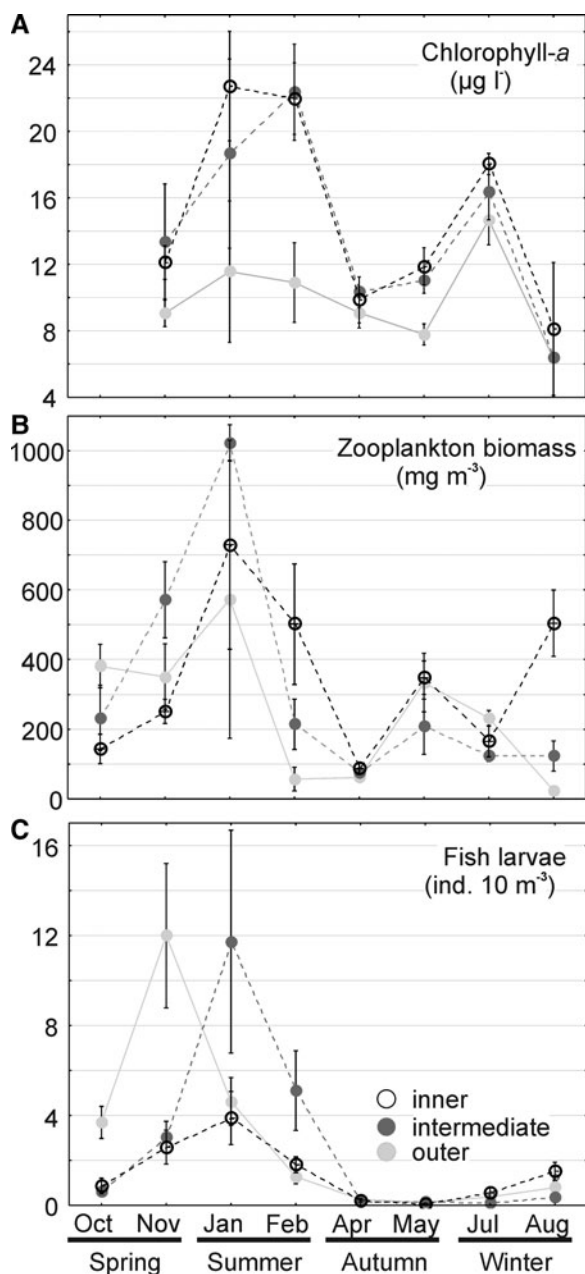 A
Chlorophyll-a
(µg l⁻)
24
20
16
12
8
4
B
Zooplankton biomass
(mg m⁻³)
1000
800
600
400
200
0
C
Fish larvae
(ind. 10 m⁻³)
16
12
8
4
0
inner
intermediate
outer
Oct Nov Jan Feb Apr May Jul Aug
Spring Summer Autumn Winter